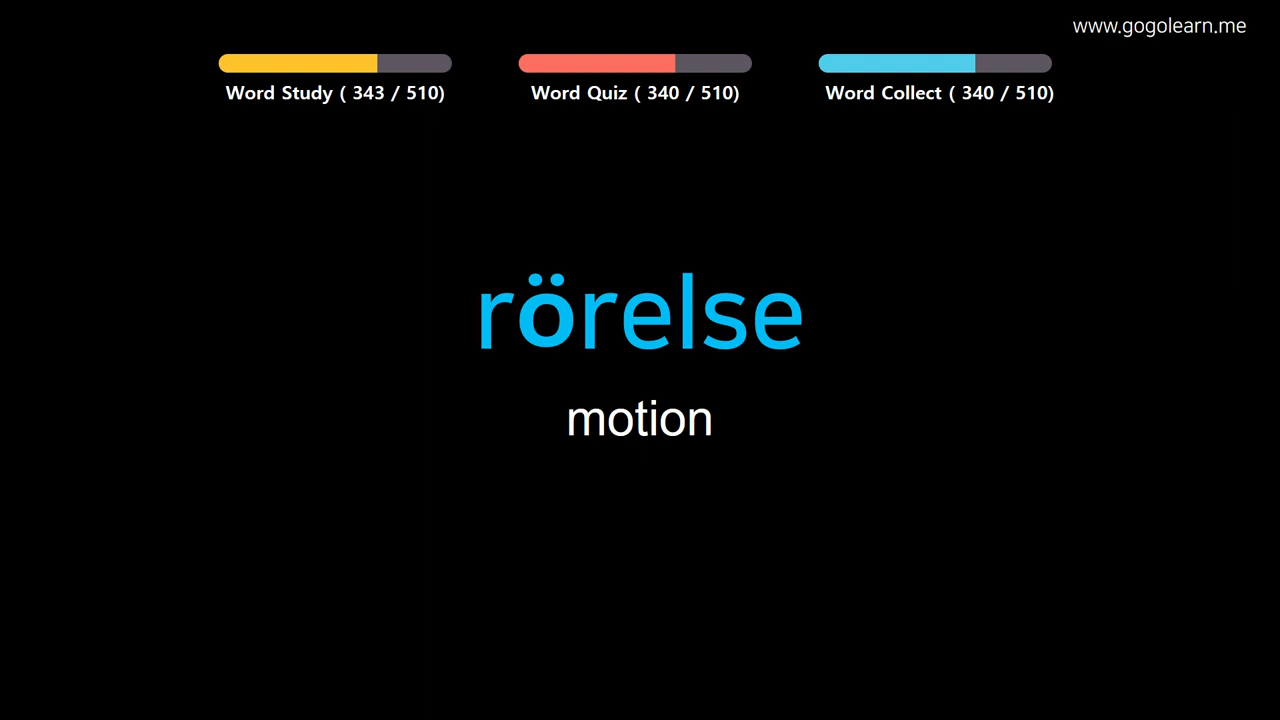 www.gogolearn.me
Word Study ( 343 / 510)
Word Quiz ( 340 / 510)
Word Collect ( 340 / 510)
rörelse
motion